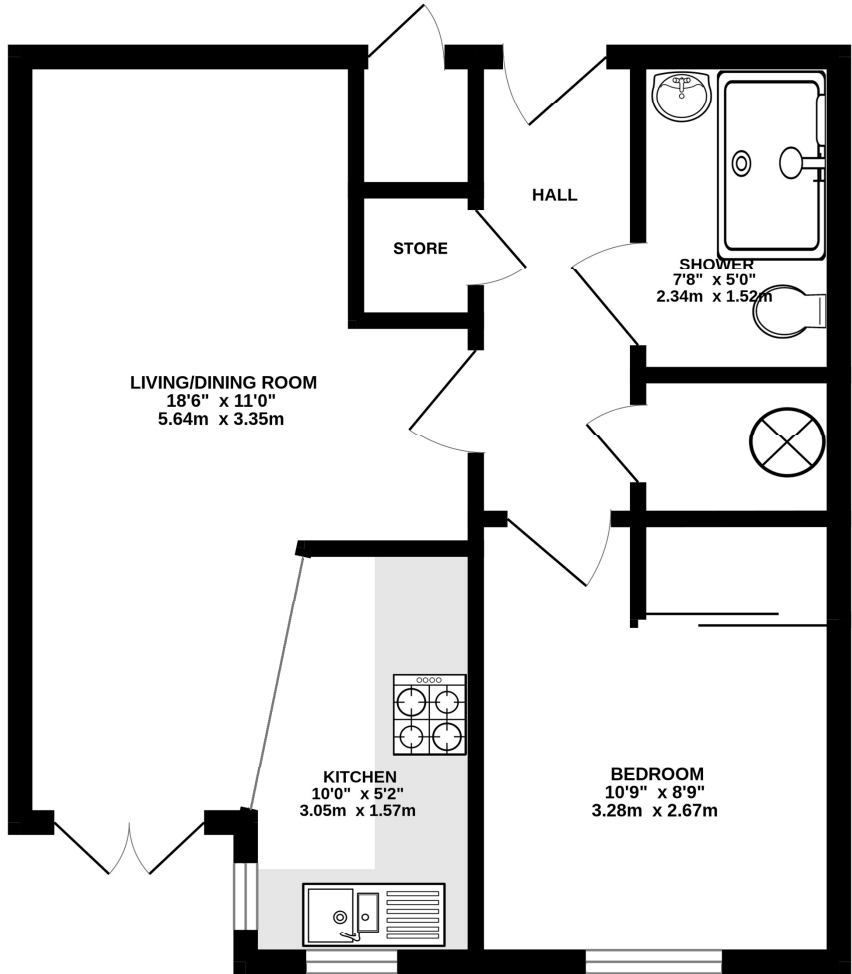 HALL
STORE
SHOWER
7'8" x 5'0"
2.34m x 1.52m
LIVING/DINING ROOM
18'6" x 11'0"
5.64m x 3.35m
KITCHEN
10'0" x 5'2"
3.05m x 1.57m
BEDROOM
10'9" x 8'9"
3.28m x 2.67m